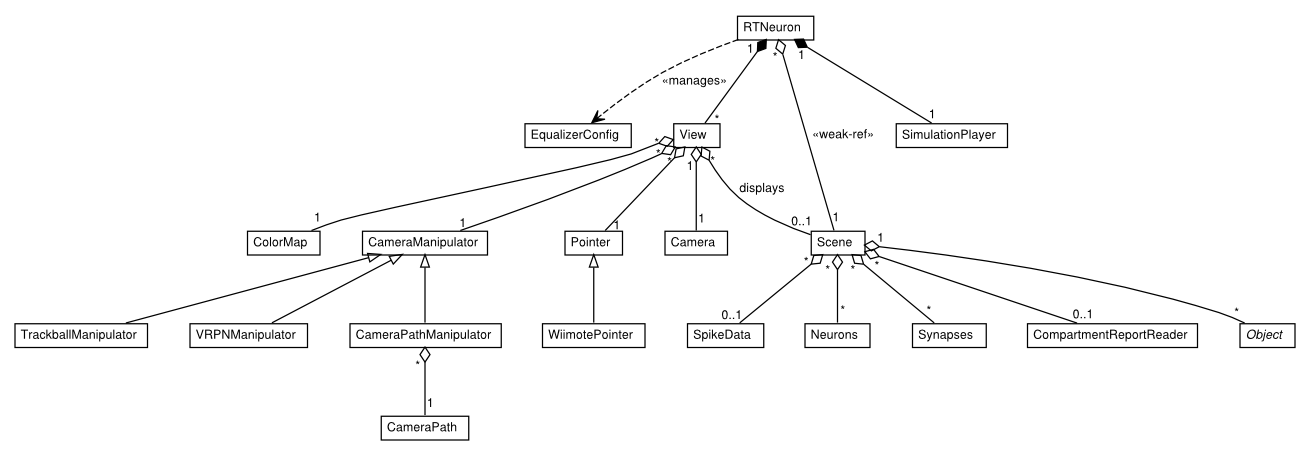 RTNeuron
1 * 1
«manages»
* 1
EqualizerConfig View «weak-ref» SimulationPlayer
* * * 1 *
displays
1 1 1 1 0..1 1
ColorMap CameraManipulator Pointer Camera Scene 1
* * * *
0..1 * * 0..1 *
TrackballManipulator VRPNManipulator CameraPathManipulator WiimotePointer SpikeData Neurons Synapses CompartmentReportReader Object
*
1
CameraPath